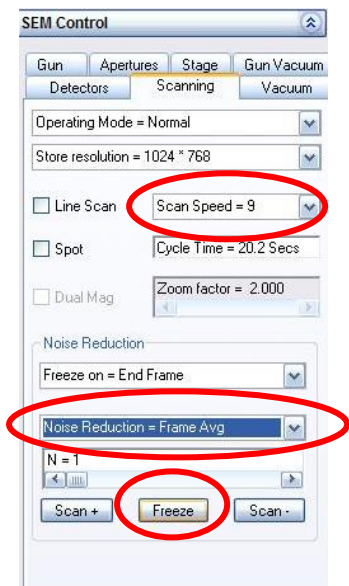 SEM Control
Gun Apertures Stage Gun Vacuum
Detectors Scanning Vacuum
Operating Mode = Normal
Store resolution = 1024 * 768
Line Scan Scan Speed = 9
Spot Cycle Time = 20.2 Secs
Dual Mag Zoom factor = 2.000
Noise Reduction
Freeze on = End Frame
Noise Reduction = Frame Avg
N = 1
Scan + Freeze Scan -